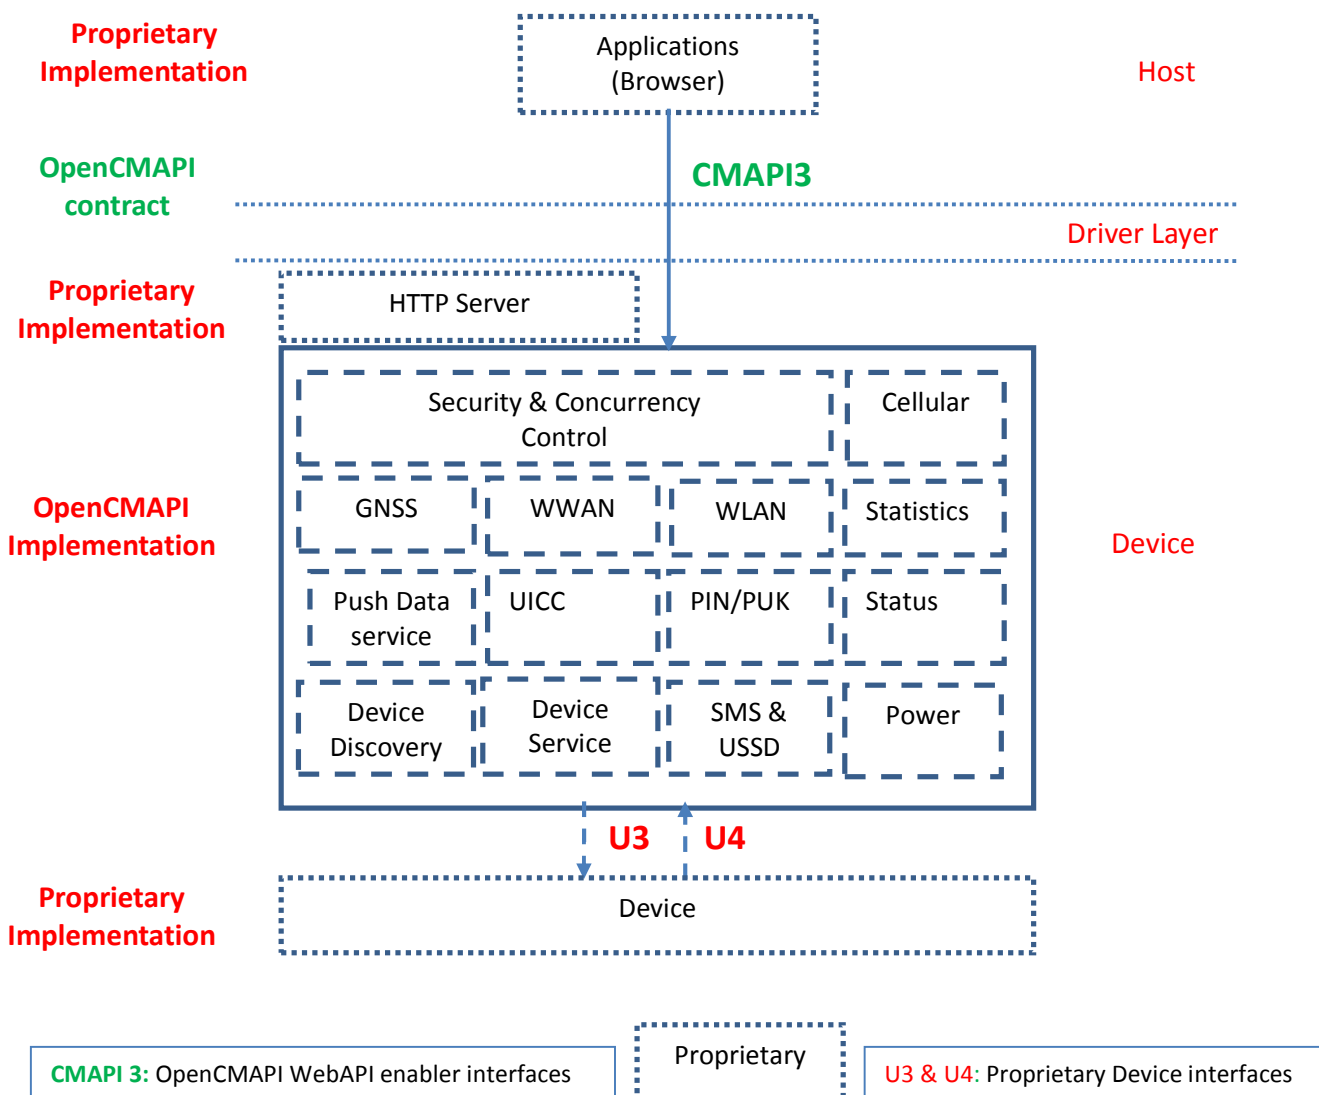 Proprietary
Implementation
Applications
(Browser)
Host
OpenCMAPI
contract
CMAPI3
Driver Layer
Proprietary
Implementation
HTTP Server
Security & Concurrency
Control
Cellular
OpenCMAPI
Implementation
GNSS
WWAN
WLAN
Statistics
Device
Push Data
service
UICC
PIN/PUK
Status
Device
Discovery
Device
Service
SMS &
USSD
Power
U3
U4
Proprietary
Implementation
Device
CMAPI 3: OpenCMAPI WebAPI enabler interfaces
Proprietary
U3 & U4: Proprietary Device interfaces